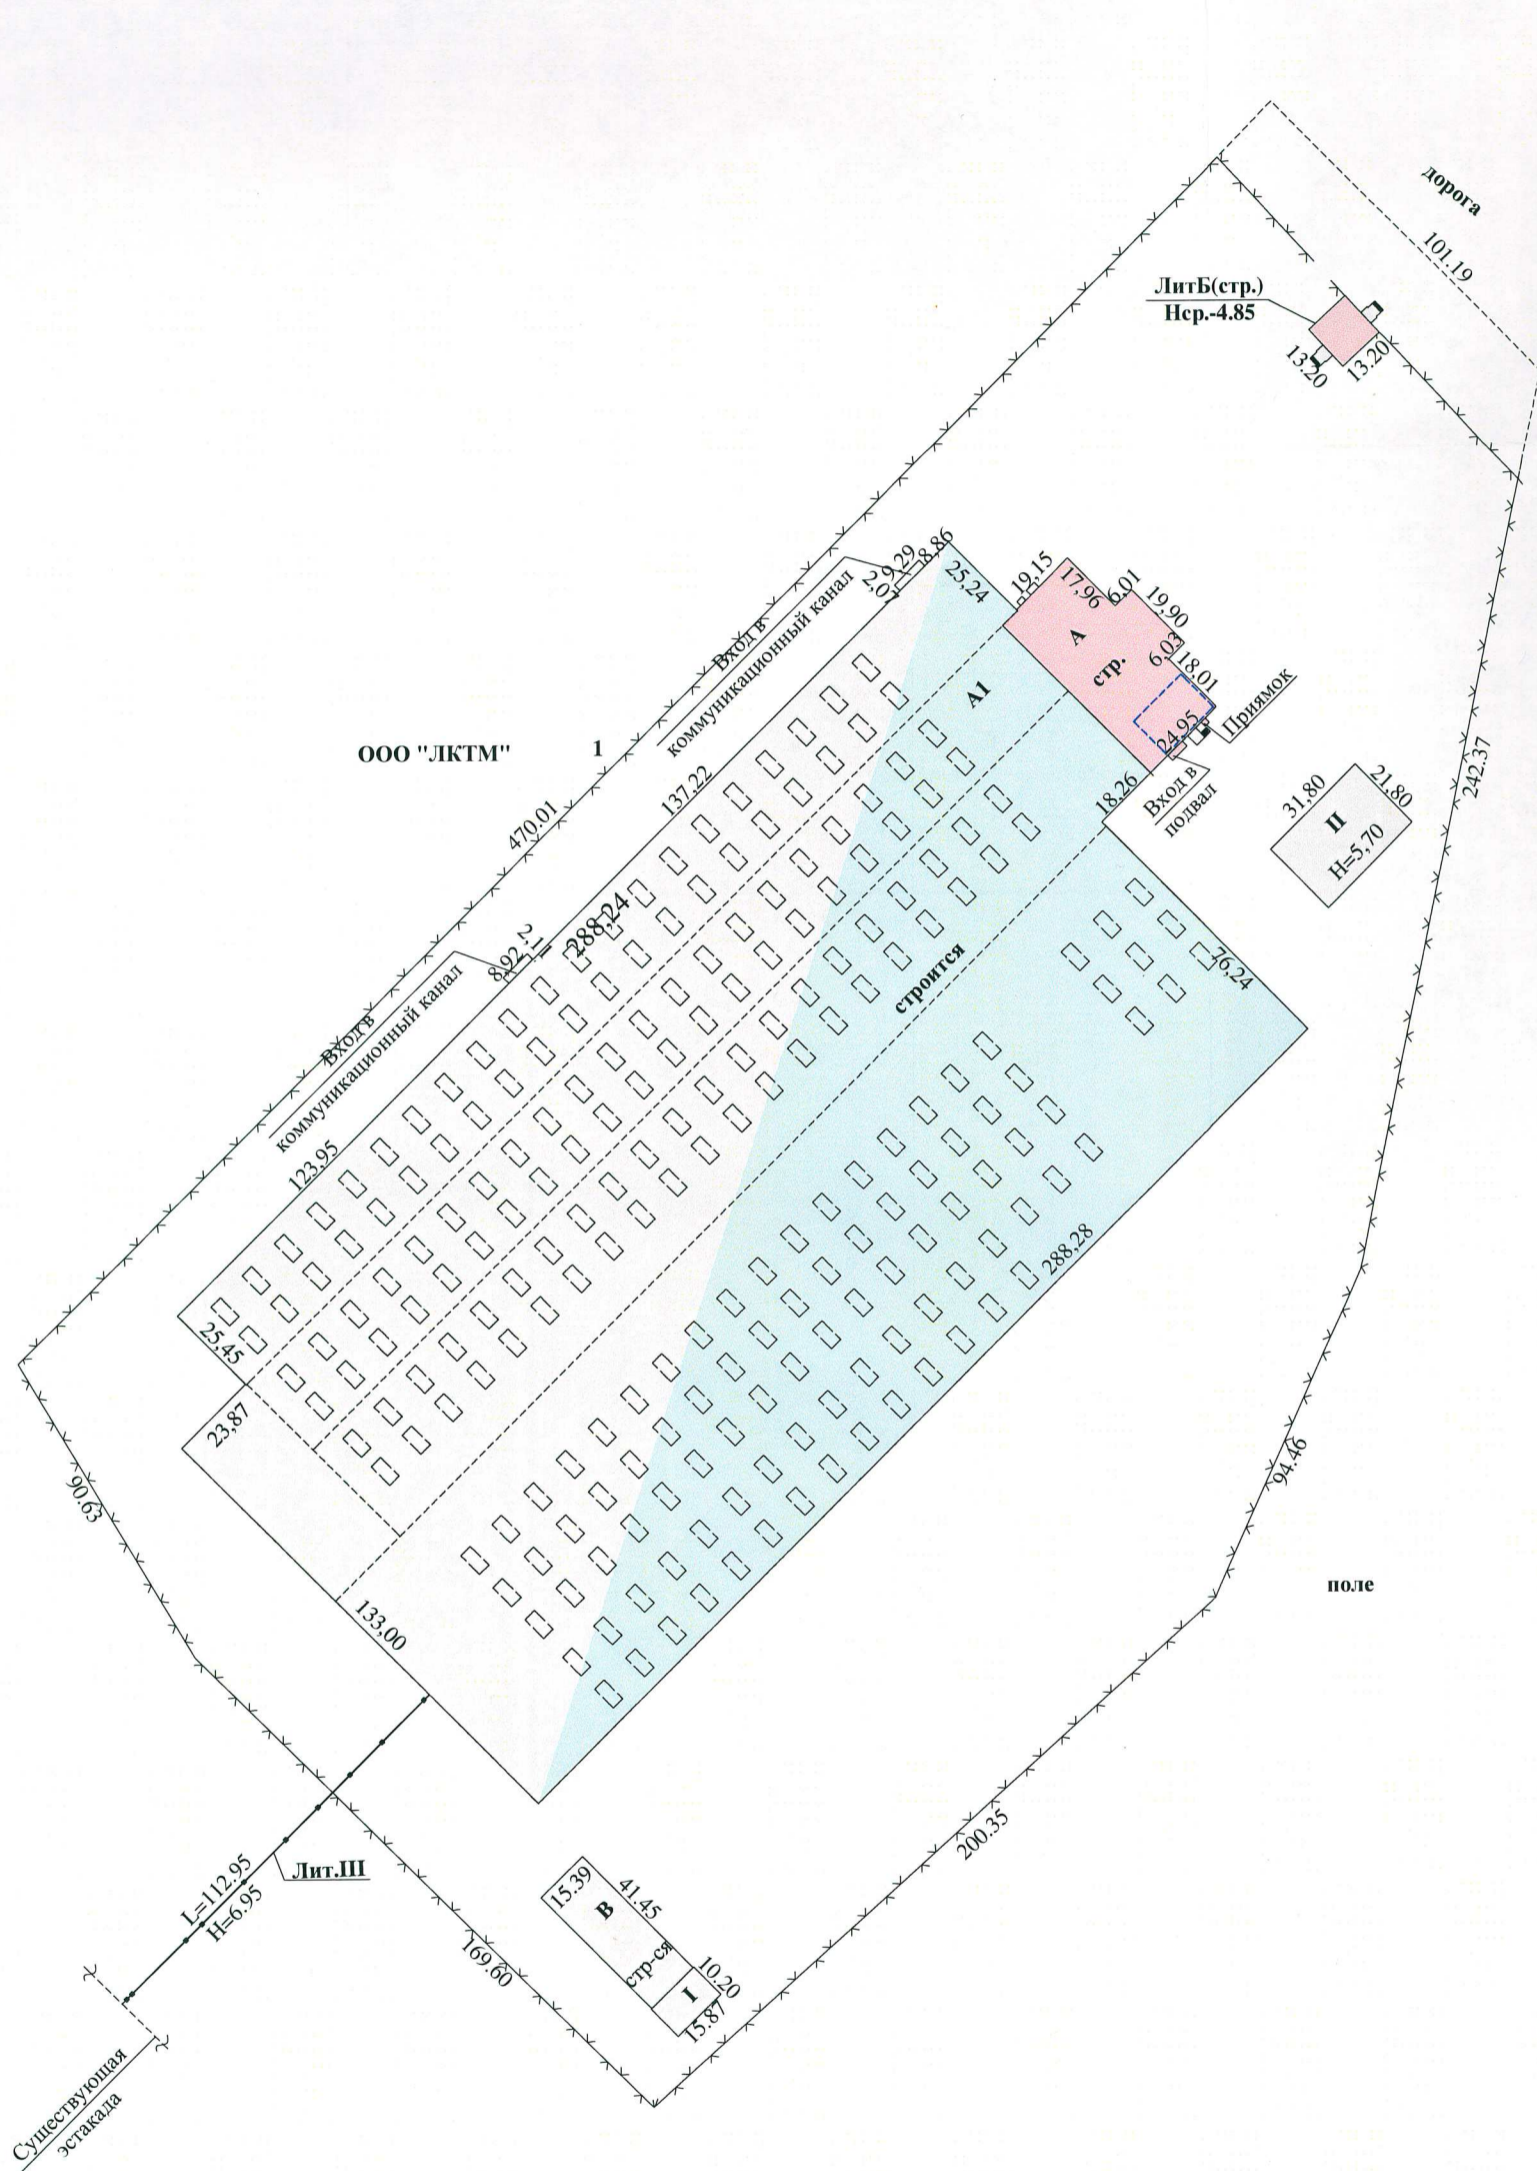 дорога
101.19
ЛитБ(стр.)
Нср.-4.85
13.20
13.20
9,29
8,86
2,07
25,24
19,15
17,96
6,01
19,90
6,03
18,01
24,95
Приямок
А
стр.
А1
Вход в
коммуникационный канал
ООО "ЛКТМ"
1
137,22
470.01
18,26
Вход в
подвал
31,80
21,80
II
Н=5,70
242.37
288,24
2,11
8,92
Вход в
коммуникационный канал
строится
76,24
123,95
288,28
25,45
23,87
90.63
94.46
поле
133,00
Лит.III
L=112.95
Н=6.95
200.35
15.39
41.45
В
стр-ся
10.20
I
15.87
169.60
Существующая
эстакада